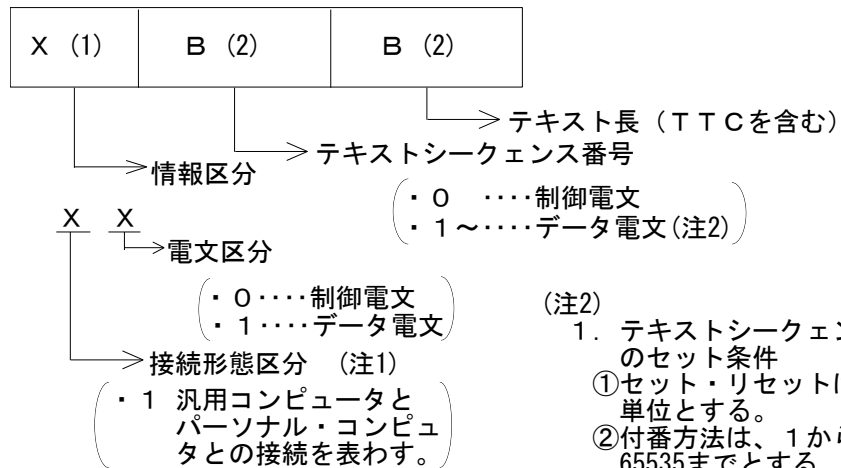 X (1) B (2) B (2)
テキスト長(TTCを含む)
テキストシークェンス番号
・0 ‥‥制御電文
・1～‥‥データ電文(注2)
情報区分
X X
電文区分
・0‥‥制御電文
・1‥‥データ電文
接続形態区分 (注1)
・1 汎用コンピュータと
パーソナル・コンピュ
タとの接続を表わす。
(注2)
1. テキストシークェン
のセット条件
①セット・リセットは
単位とする。
②付番方法は、1から
65535までとする